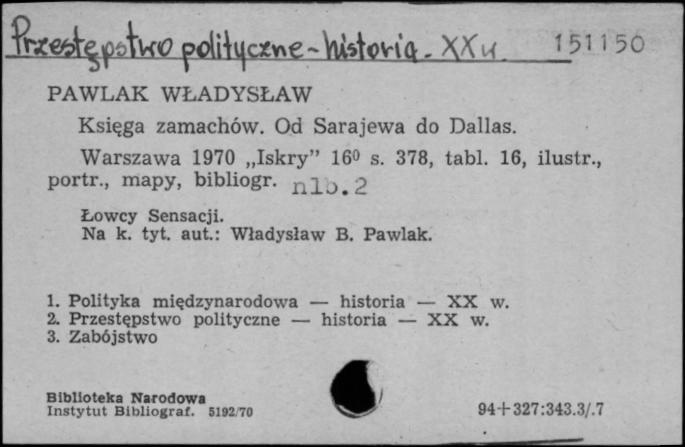 Przestępstwo polityczne - historia - XX w. 151150
PAWLAK WŁADYSŁAW
Księga zamachów. Od Sarajewa do Dallas.
Warszawa 1970 „Iskry” 16⁰ s. 378, tabl. 16, ilustr.,
portr., mapy, bibliogr. nlb. 2
Łowcy Sensacji.
Na k. tyt. aut.: Władysław B. Pawlak.
1. Polityka międzynarodowa — historia — XX w.
2. Przestępstwo polityczne — historia — XX w.
3. Zabójstwo
Biblioteka Narodowa
Instytut Bibliograf. 5192/70 94+327:343.3/.7